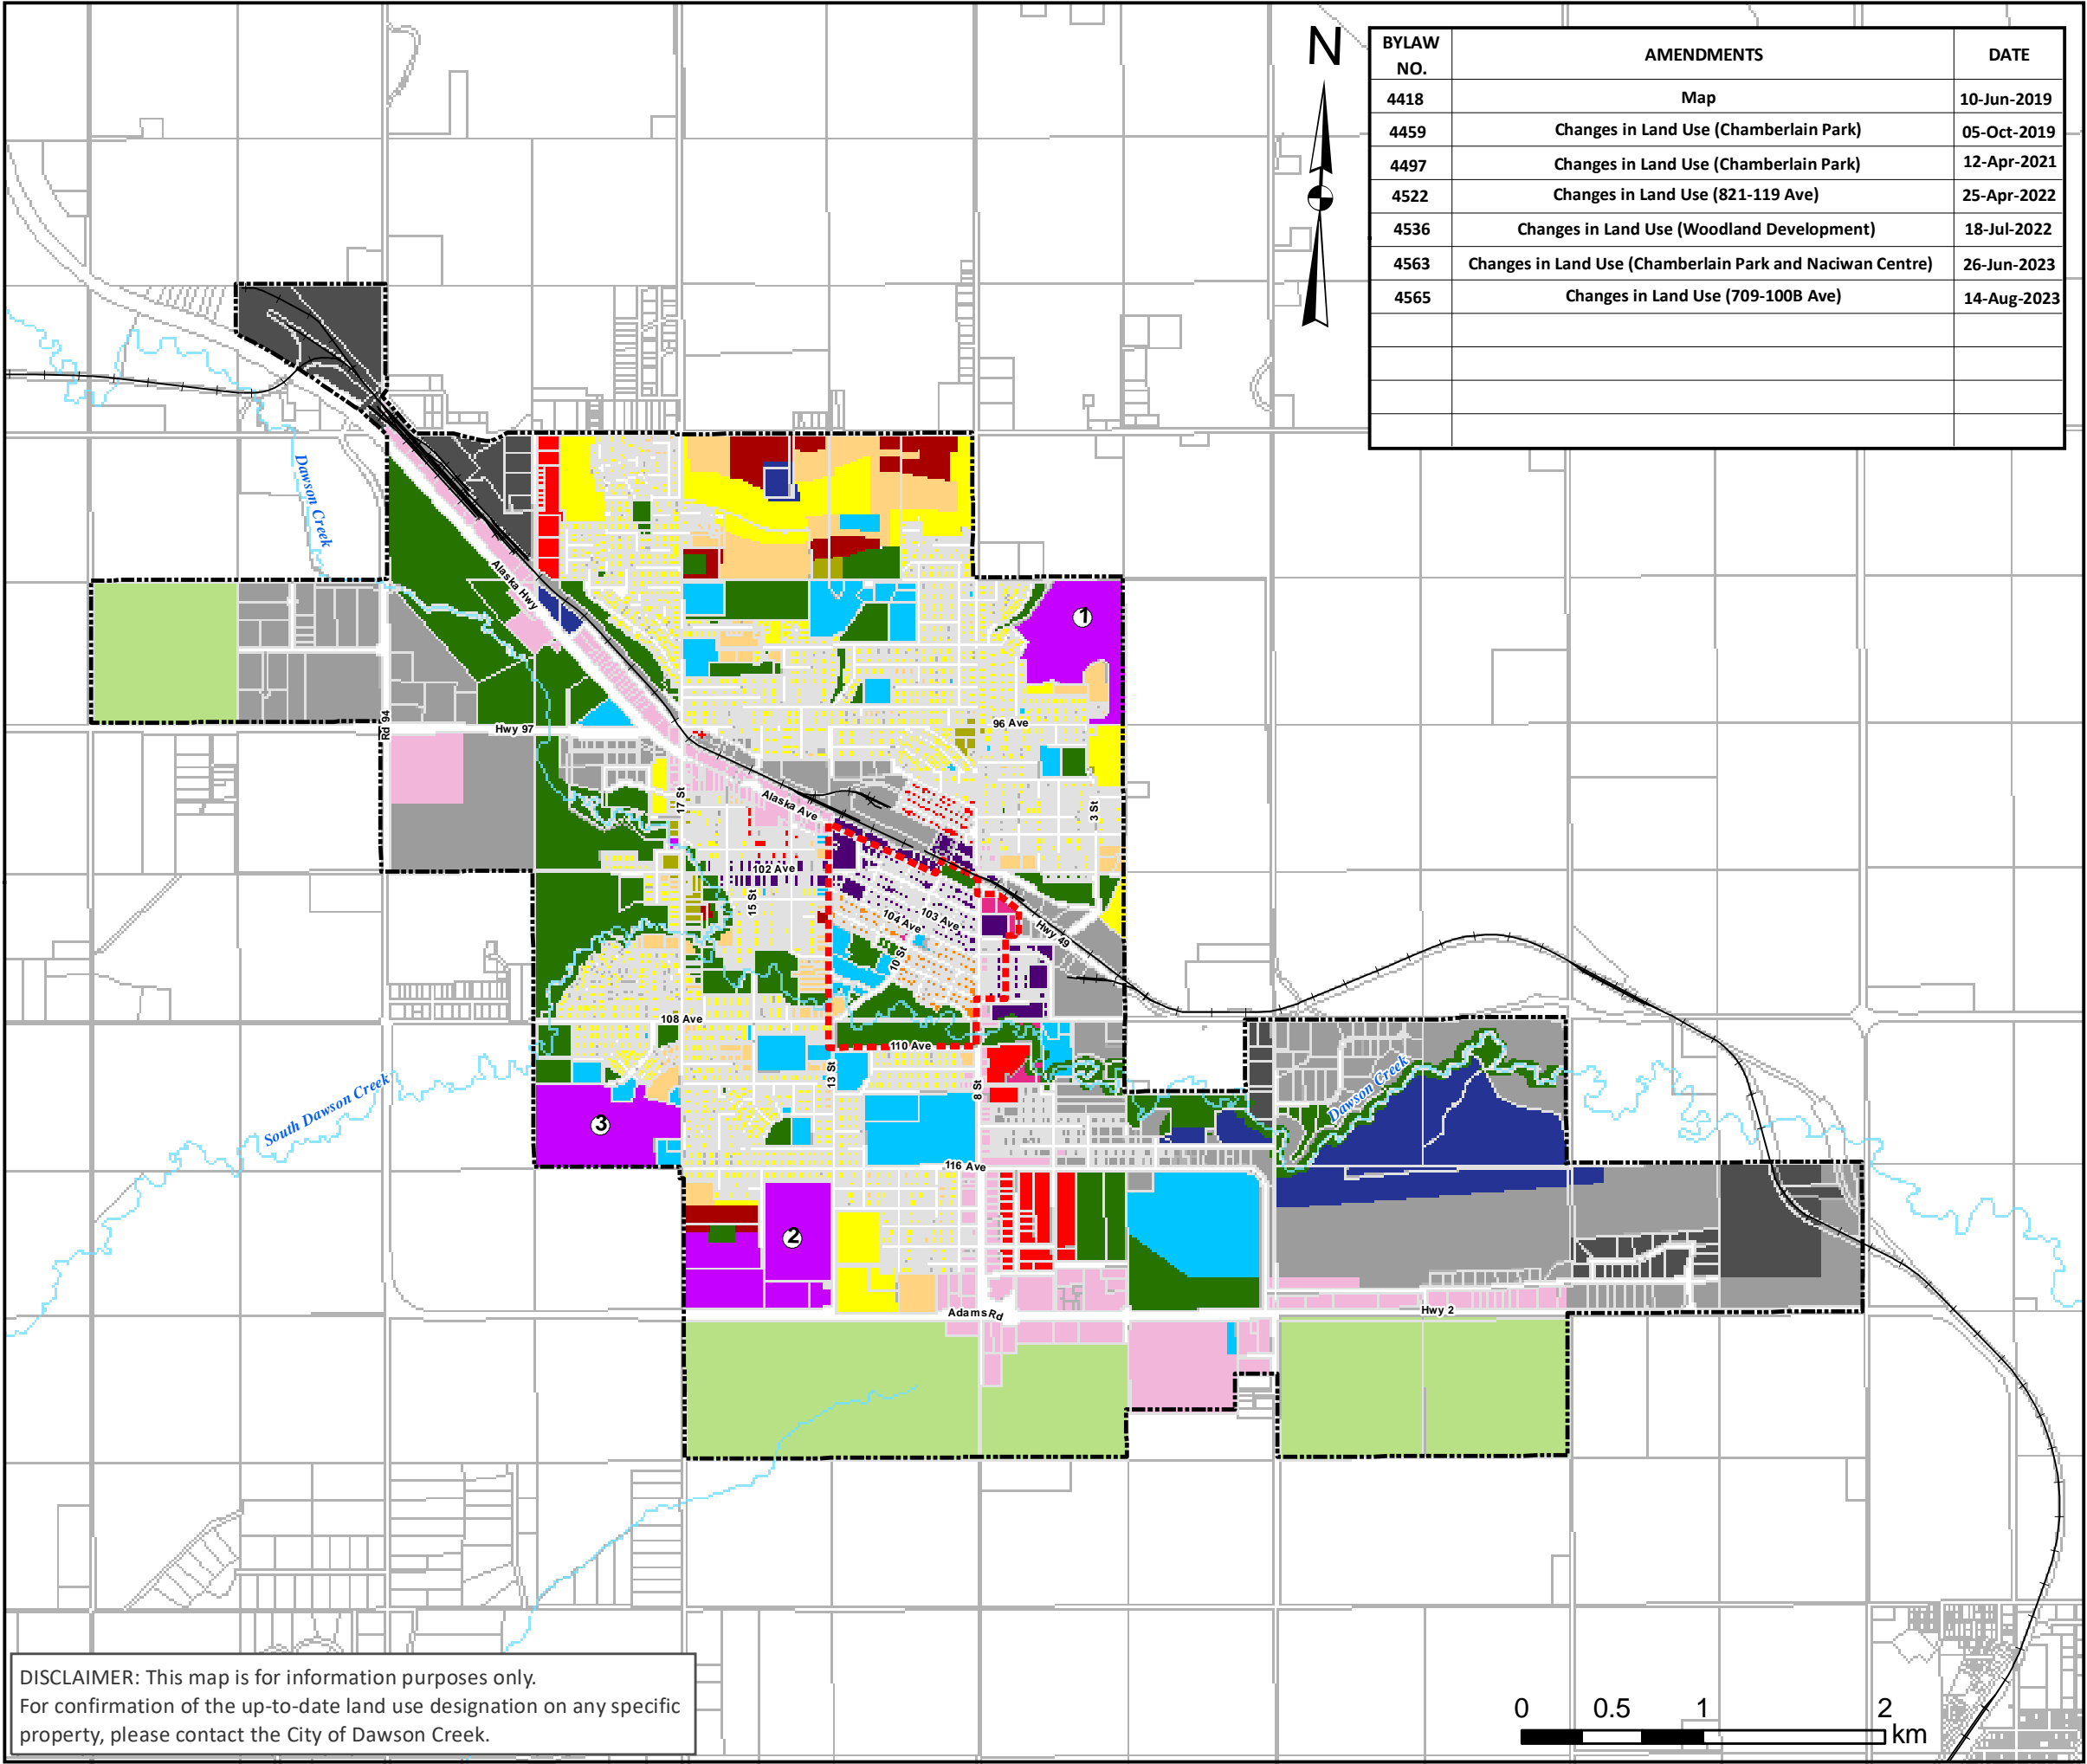 N
BYLAW NO. AMENDMENTS DATE
4418 Map 10-Jun-2019
4459 Changes in Land Use (Chamberlain Park) 05-Oct-2019
4497 Changes in Land Use (Chamberlain Park) 12-Apr-2021
4522 Changes in Land Use (821-119 Ave) 25-Apr-2022
4536 Changes in Land Use (Woodland Development) 18-Jul-2022
4563 Changes in Land Use (Chamberlain Park and Naciwan Centre) 26-Jun-2023
4565 Changes in Land Use (709-100B Ave) 14-Aug-2023
Dawson Creek
Alaska Hwy
1
Rd 94
Hwy 97
96 Ave
17 St
Alaska Ave
3 St
102 Ave
15 St
104 Ave
103 Ave
10 St
Hwy 49
108 Ave
110 Ave
13 St
8 St
Dawson Creek
South Dawson Creek
3
116 Ave
2
Adams Rd
Hwy 2
DISCLAIMER: This map is for information purposes only.
For confirmation of the up-to-date land use designation on any specific
property, please contact the City of Dawson Creek.
0 0.5 1 2
km